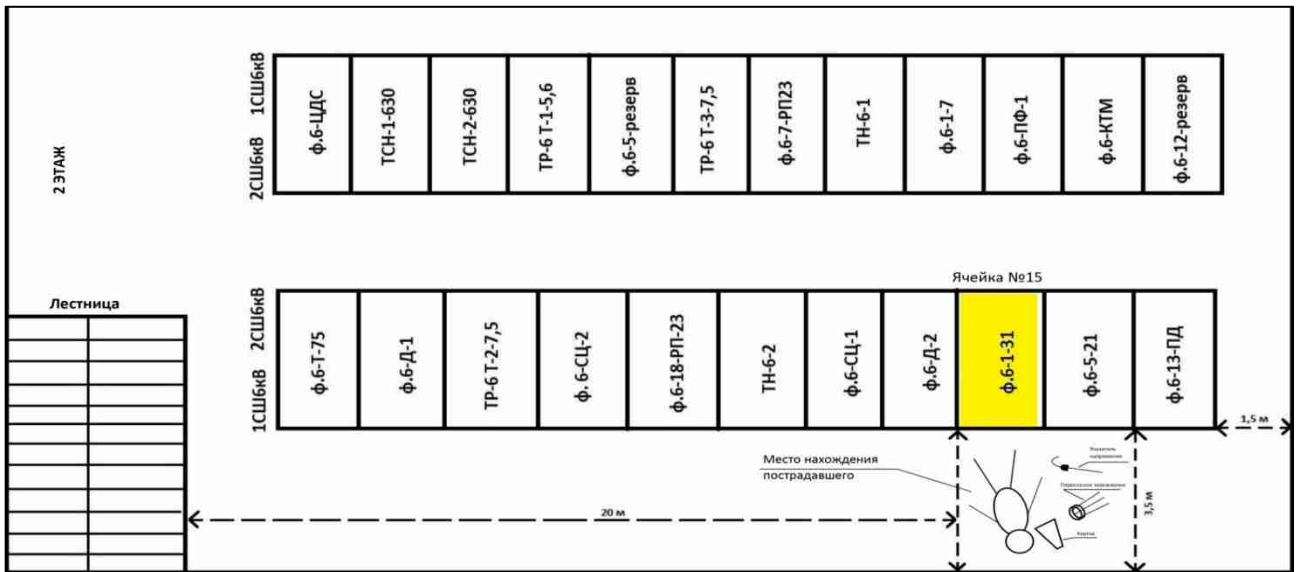 2 ЭТАЖ
1СШ6кВ
2СШ6кВ
ф.6-ЦДС
ТСН-1-630
ТСН-2-630
ТР-6 Т-1-5,6
ф.6-5-резерв
ТР-6 Т-3-7,5
ф.6-7-РП23
ТН-6-1
ф.6-1-7
ф.6-ПФ-1
ф.6-КТМ
ф.6-12-резерв
Ячейка №15
Лестница
2СШ6кВ
1СШ6кВ
ф.6-Т-75
ф.6-Д-1
ТР-6 Т-2-7,5
ф. 6-СЦ-2
ф.6-18-РП-23
ТН-6-2
ф.6-СЦ-1
ф.6-Д-2
ф.6-1-31
ф.6-5-21
ф.6-13-ПД
1,5 м
Место нахождения
пострадавшего
Указатель
напряжения
Переносное заземление
Каска
20 м
3,5 м